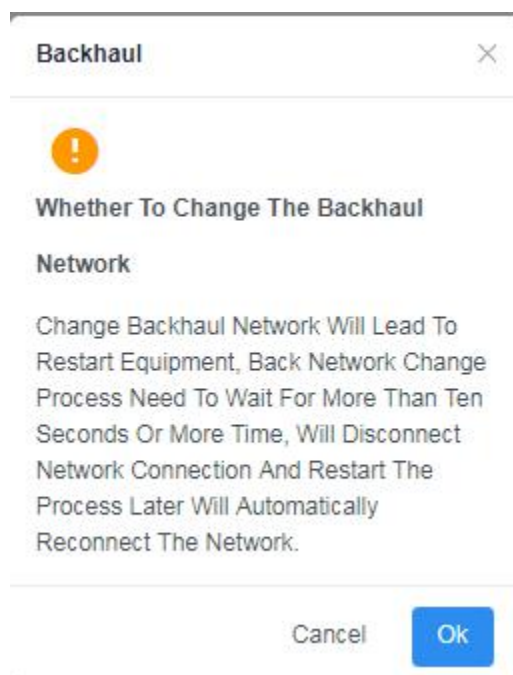 Backhaul
Whether To Change The Backhaul
Network
Change Backhaul Network Will Lead To
Restart Equipment, Back Network Change
Process Need To Wait For More Than Ten
Seconds Or More Time, Will Disconnect
Network Connection And Restart The
Process Later Will Automatically
Reconnect The Network.
Cancel Ok